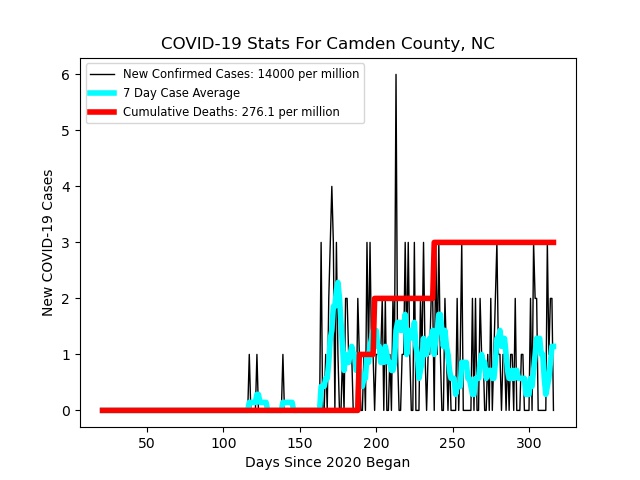 COVID-19 Stats For Camden County, NC
New Confirmed Cases: 14000 per million
7 Day Case Average
Cumulative Deaths: 276.1 per million
New COVID-19 Cases
6
5
4
3
2
1
0
50 100 150 200 250 300
Days Since 2020 Began